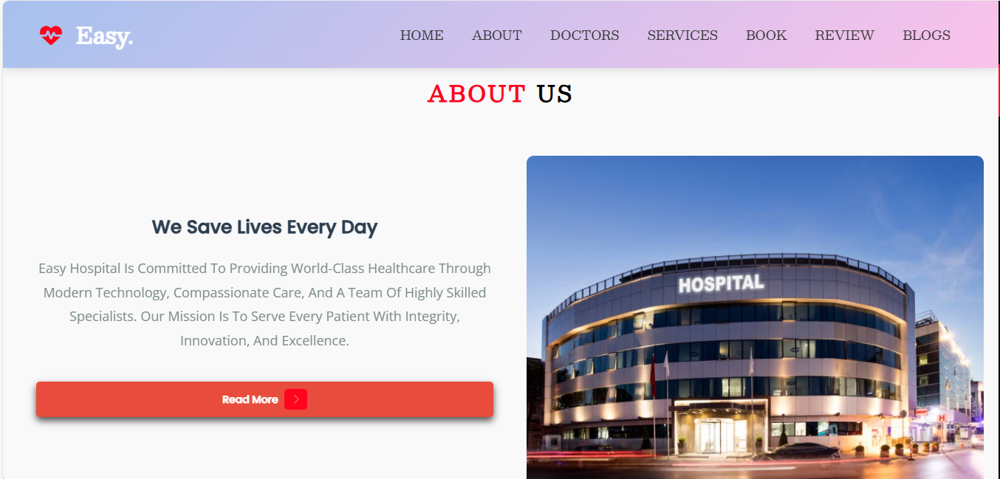 Easy.
HOME ABOUT DOCTORS SERVICES BOOK REVIEW BLOGS
ABOUT US
We Save Lives Every Day
Easy Hospital Is Committed To Providing World-Class Healthcare Through
Modern Technology, Compassionate Care, And A Team Of Highly Skilled
Specialists. Our Mission Is To Serve Every Patient With Integrity,
Innovation, And Excellence.
Read More
HOSPITAL
H